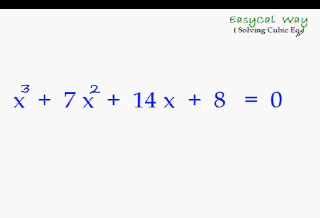 EasyCal Way
( Solving Cubic Eq)
x³ + 7x² + 14x + 8 = 0